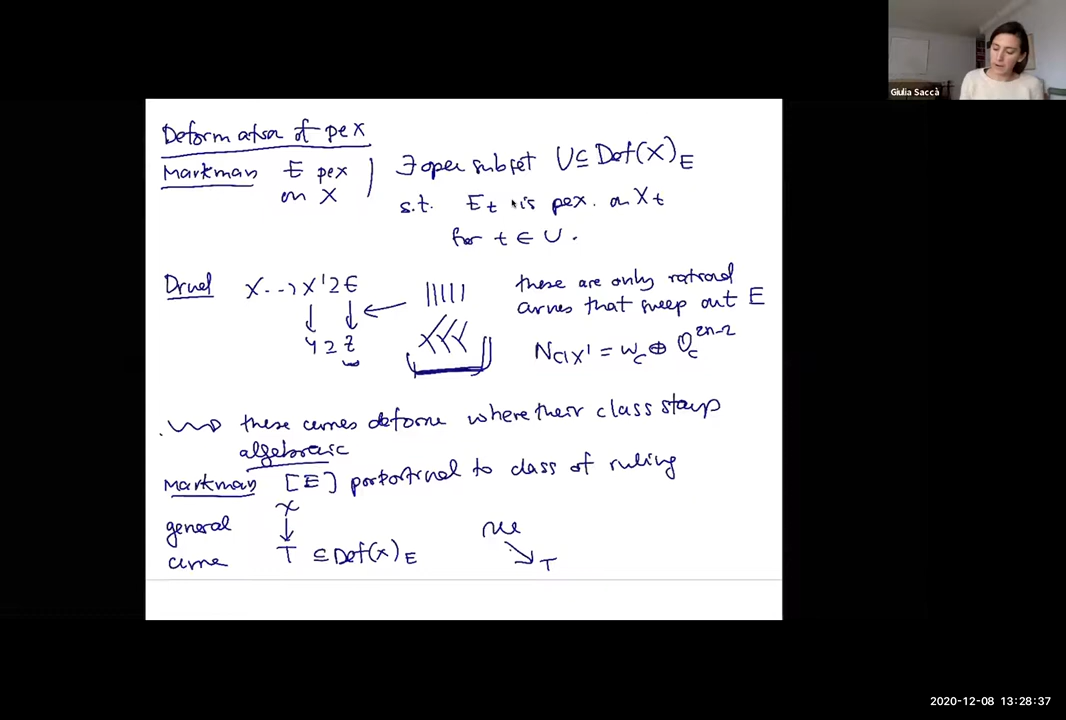 Giulia Saccà
Deformation of pex
Markman E pex on X
∃ open subset U ⊆ Def(X)_E
s.t. E_t is pex. on X_t
for t ∈ U.
Druel X --> X' ⊇ E
↓ ↓
Y ⊇ Z
these are only rational
curves that sweep out E
N_{C|X'} = ω_C ⊕ O_C^{2n-2}
these curves deform where their class stays
algebraic
Markman [E] proportional to class of ruling
general curve
X
↓
T ⊆ Def(X)_E
↘ T
2020-12-08 13:28:37